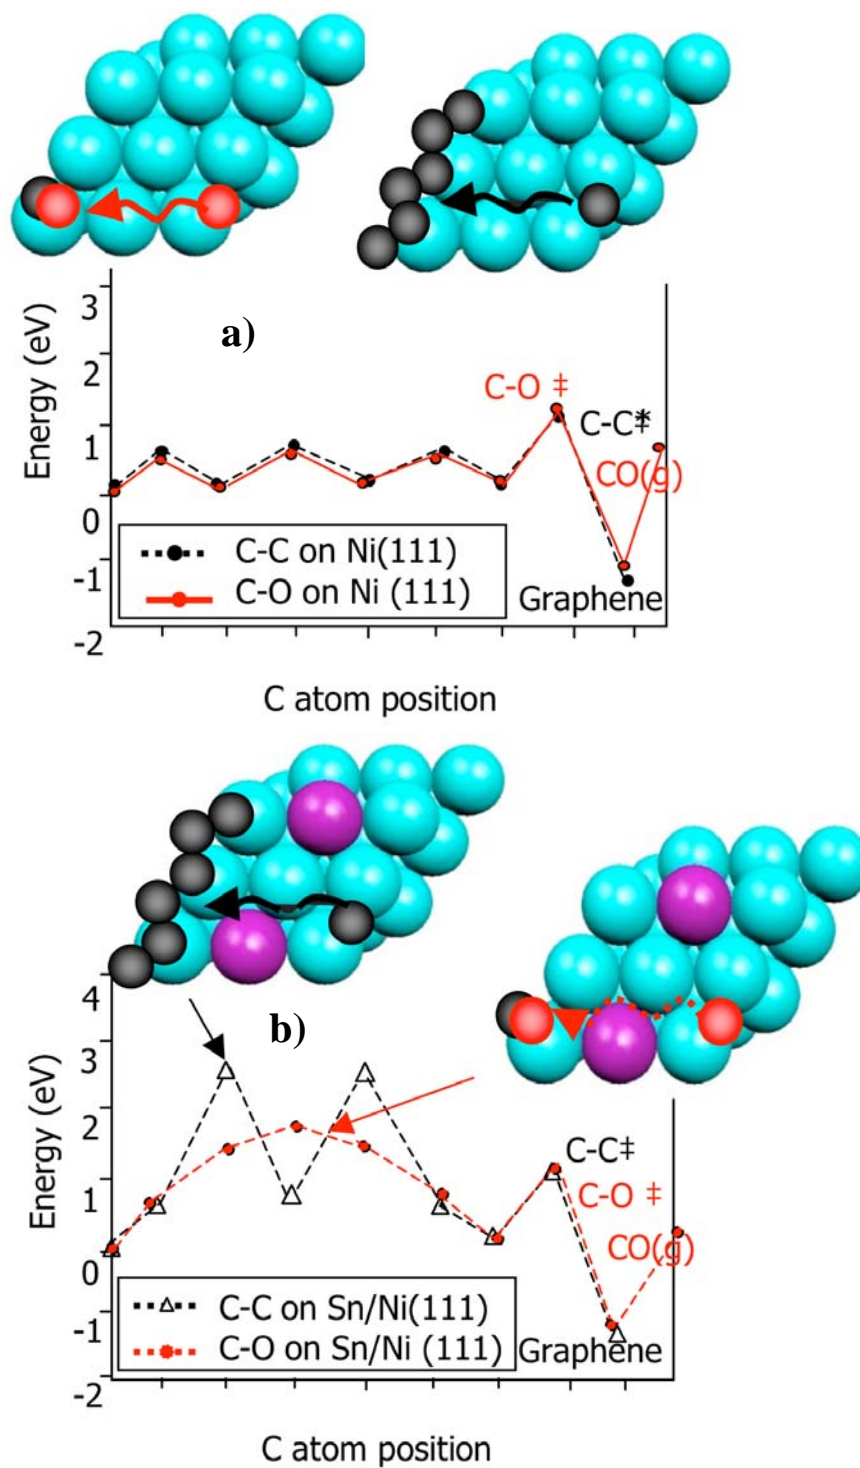 a)
Energy (eV)
3
2
1
0
-1
-2
C-O ‡
C-C‡*
CO(g)
C-C on Ni(111)
C-O on Ni (111)
Graphene
C atom position
b)
Energy (eV)
4
3
2
1
0
-1
-2
C-C‡
C-O ‡
CO(g)
C-C on Sn/Ni(111)
C-O on Sn/Ni (111)
Graphene
C atom position